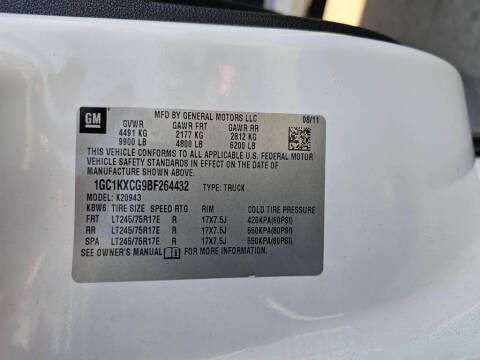 GM
MFD BY GENERAL MOTORS LLC
08/11
GVWR GAWR FRT GAWR RR
4491 KG 2177 KG 2812 KG
9900 LB 4800 LB 6200 LB
THIS VEHICLE CONFORMS TO ALL APPLICABLE U.S. FEDERAL MOTOR
VEHICLE SAFETY STANDARDS IN EFFECT ON THE DATE OF
MANUFACTURE SHOWN ABOVE.
1GC1KXCG9BF264432 TYPE: TRUCK
MODEL: K20943
KBW6 TIRE SIZE SPEED RTG RIM COLD TIRE PRESSURE
FRT LT245/75R17E R 17X7.5J 420KPA(60PSI)
RR LT245/75R17E R 17X7.5J 550KPA(80PSI)
SPA LT245/75R17E R 17X7.5J 550KPA(80PSI)
SEE OWNER'S MANUAL FOR MORE INFORMATION.